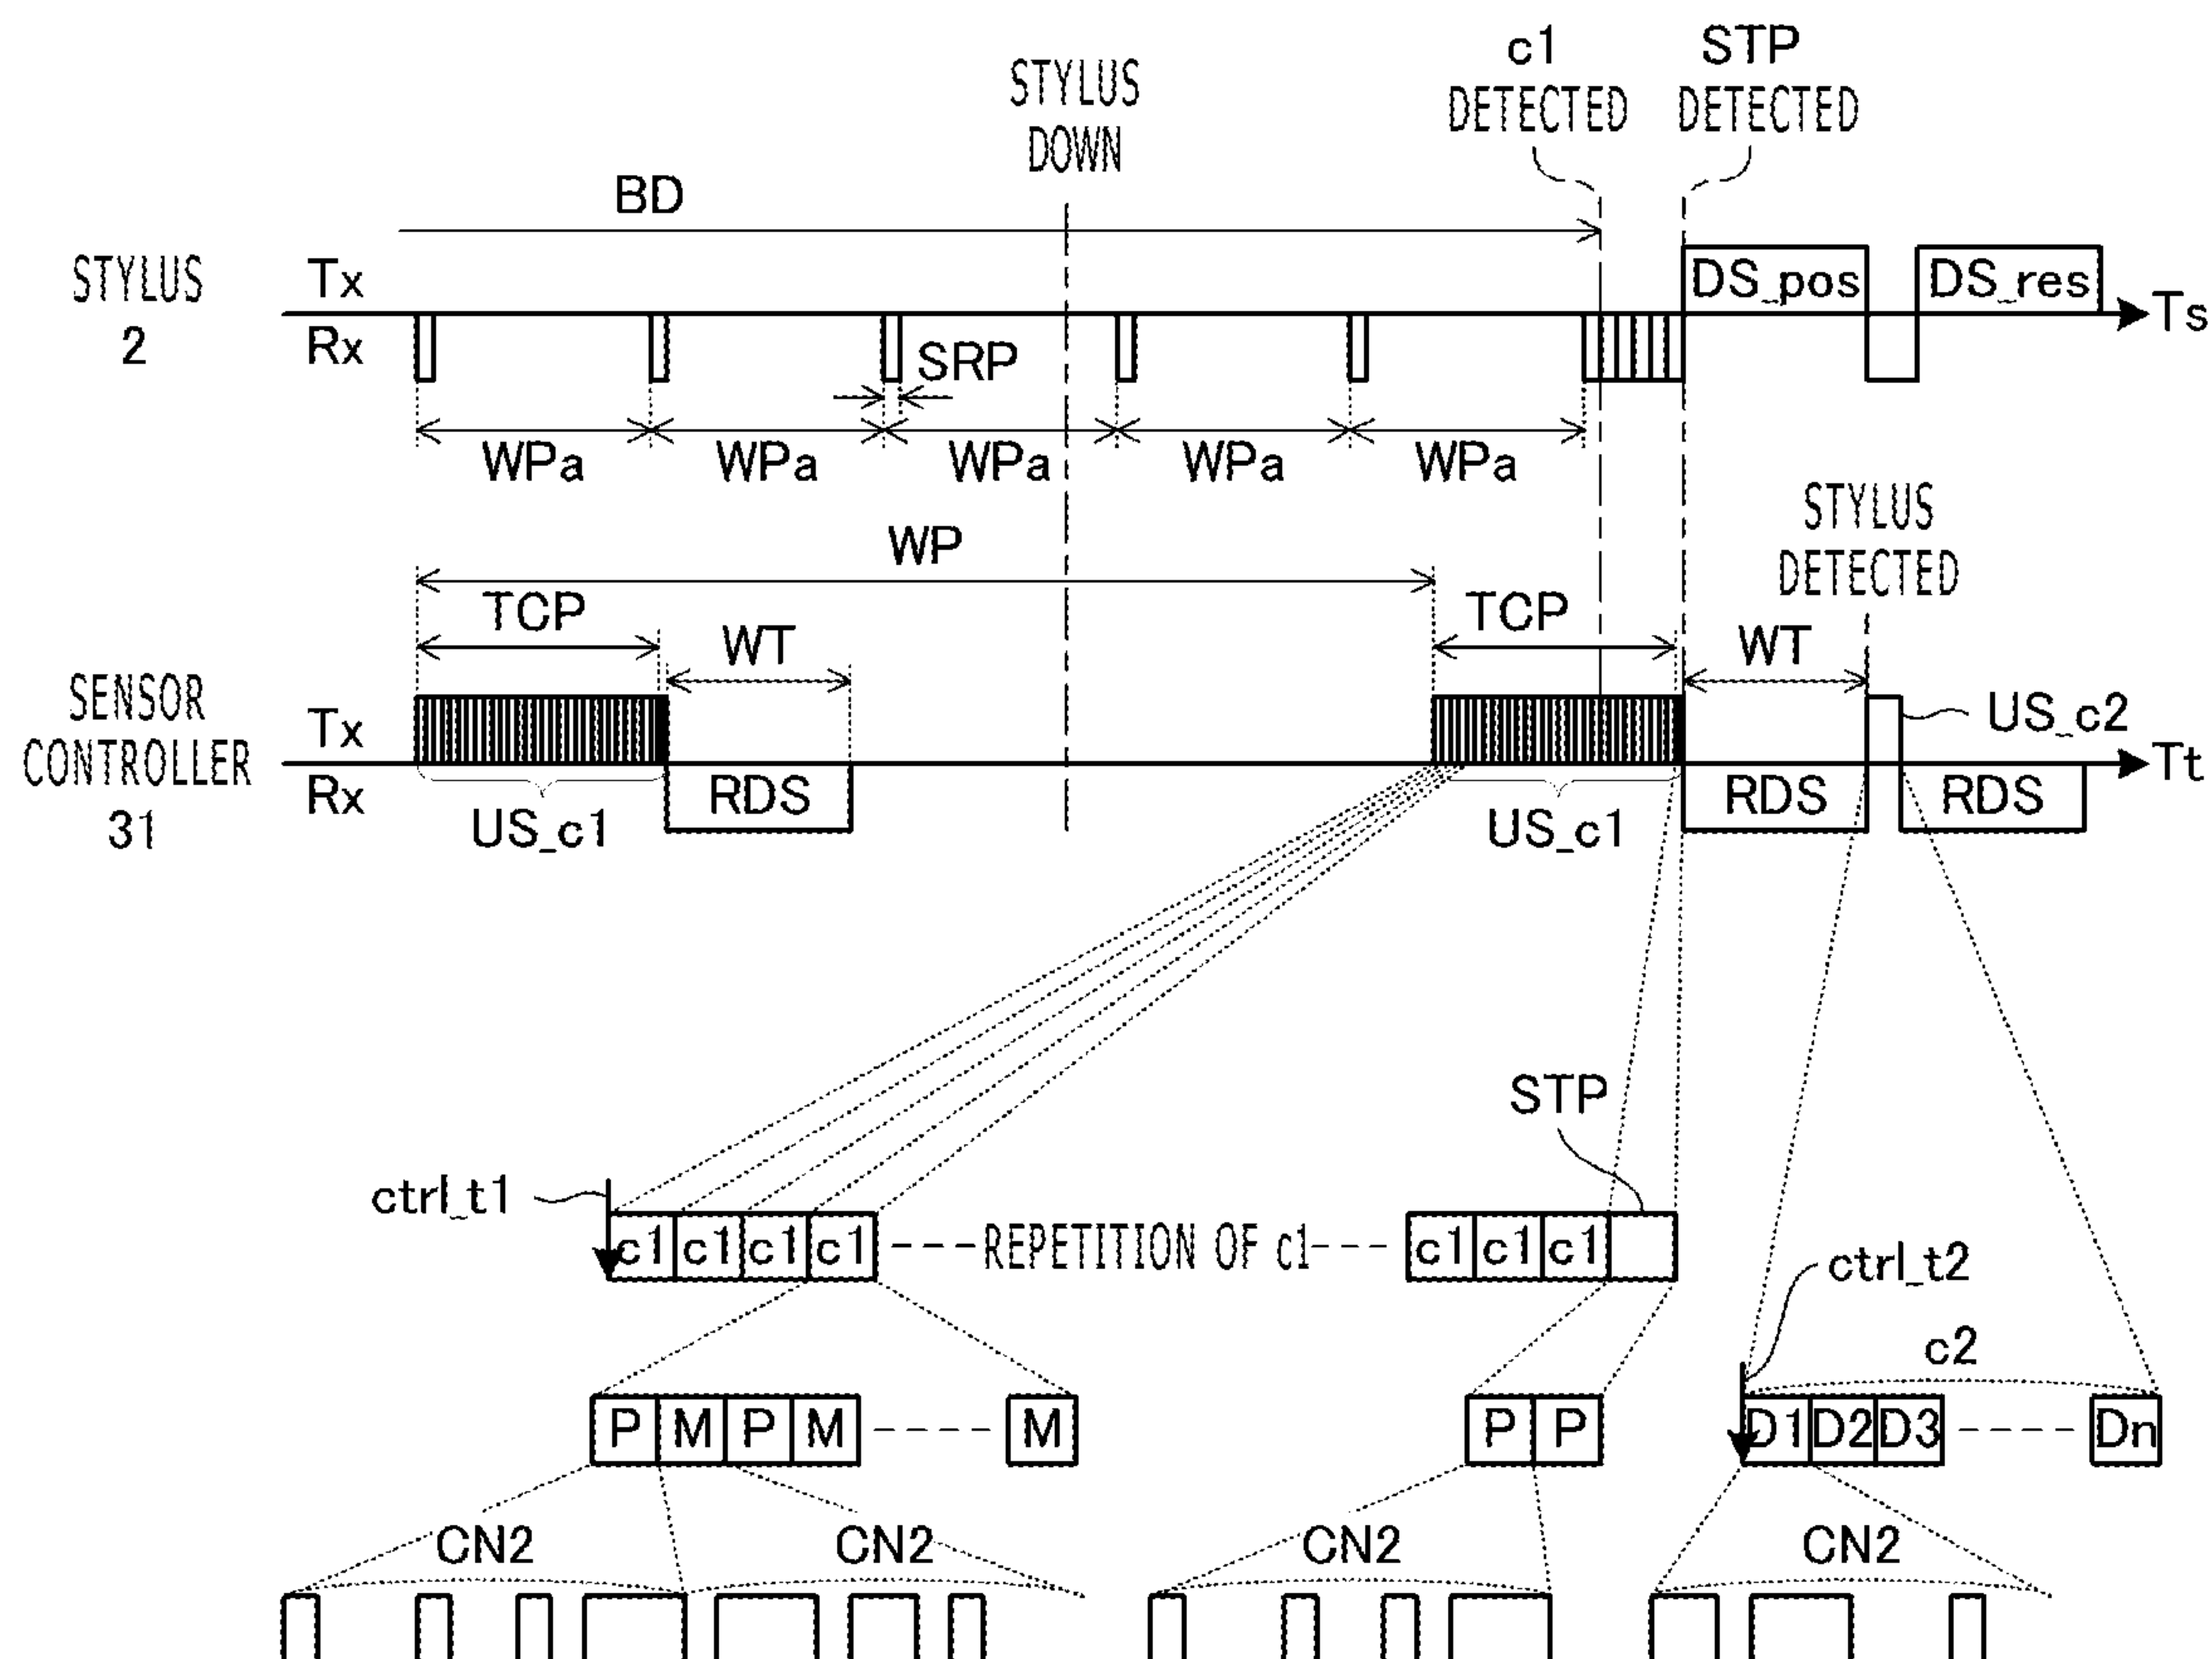 c1
DETECTED
STP
DETECTED
STYLUS
DOWN
BD
STYLUS
2
Tx
Rx
DS_pos
DS_res
Ts
SRP
WPa
WPa
WPa
WPa
WPa
STYLUS
DETECTED
WP
TCP
WT
TCP
WT
SENSOR
CONTROLLER
31
Tx
Rx
US_c2
Tt
RDS
RDS
RDS
US_c1
US_c1
STP
ctrl_t1
c1 c1 c1 c1 ----REPETITION OF c1---- c1 c1 c1
ctrl_t2
c2
P M P M ---- M
P P
D1 D2 D3 ---- Dn
CN2
CN2
CN2
CN2